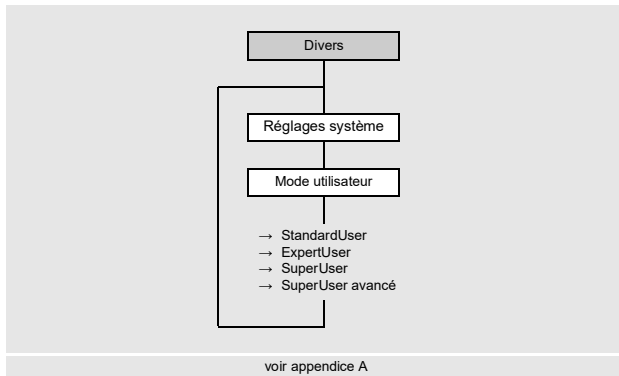 Divers
Réglages système
Mode utilisateur
→ StandardUser
→ ExpertUser
→ SuperUser
→ SuperUser avancé
voir appendice A